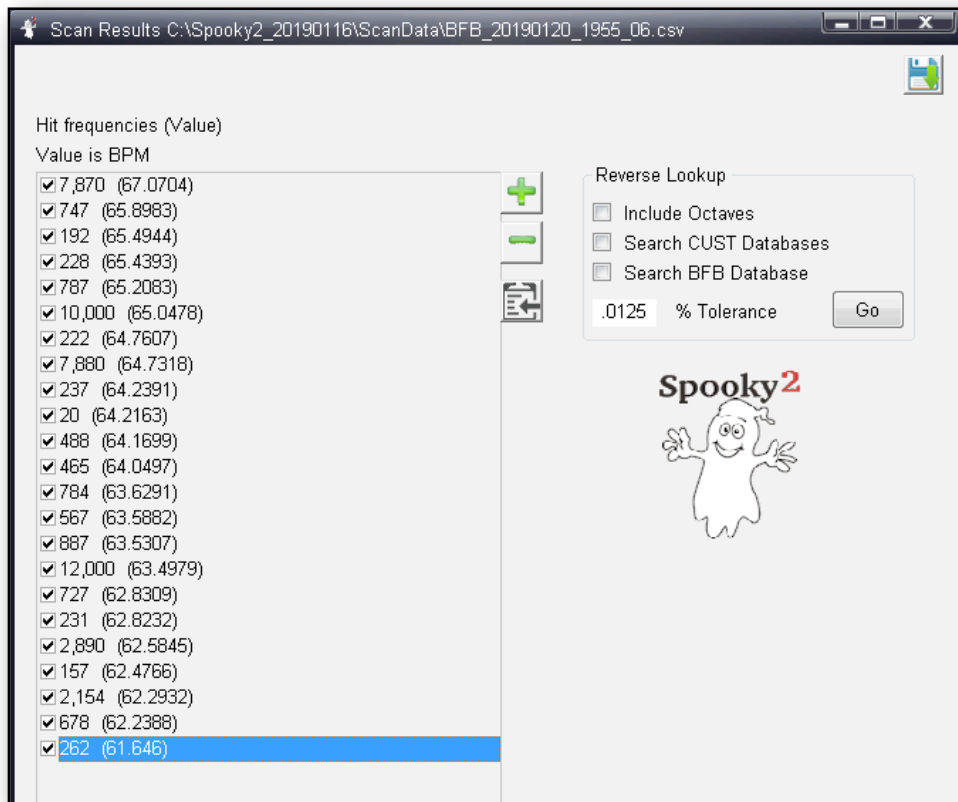 Scan Results C:\Spooky2_20190116\ScanData\BFB_20190120_1955_06.csv
Hit frequencies (Value)
Value is BPM
7,870 (67.0704)
747 (65.8983)
192 (65.4944)
228 (65.4393)
787 (65.2083)
10,000 (65.0478)
222 (64.7607)
7,880 (64.7318)
237 (64.2391)
20 (64.2163)
488 (64.1699)
465 (64.0497)
784 (63.6291)
567 (63.5882)
887 (63.5307)
12,000 (63.4979)
727 (62.8309)
231 (62.8232)
2,890 (62.5845)
157 (62.4766)
2,154 (62.2932)
678 (62.2388)
262 (61.646)
Reverse Lookup
Include Octaves
Search CUST Databases
Search BFB Database
.0125 % Tolerance Go
Spooky2